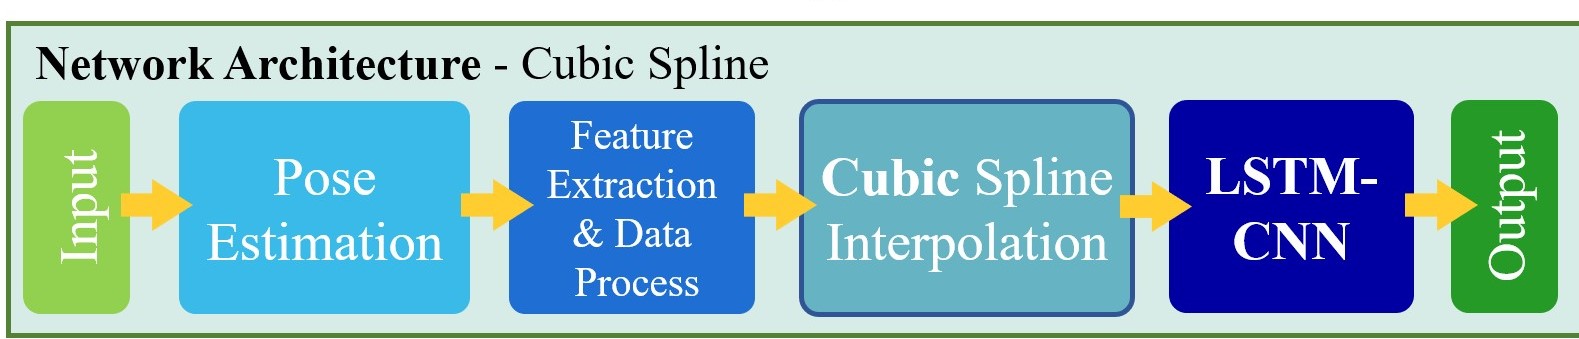 Network Architecture - Cubic Spline
Input
Pose
Estimation
Feature
Extraction
& Data
Process
Cubic Spline
Interpolation
LSTM-
CNN
Output